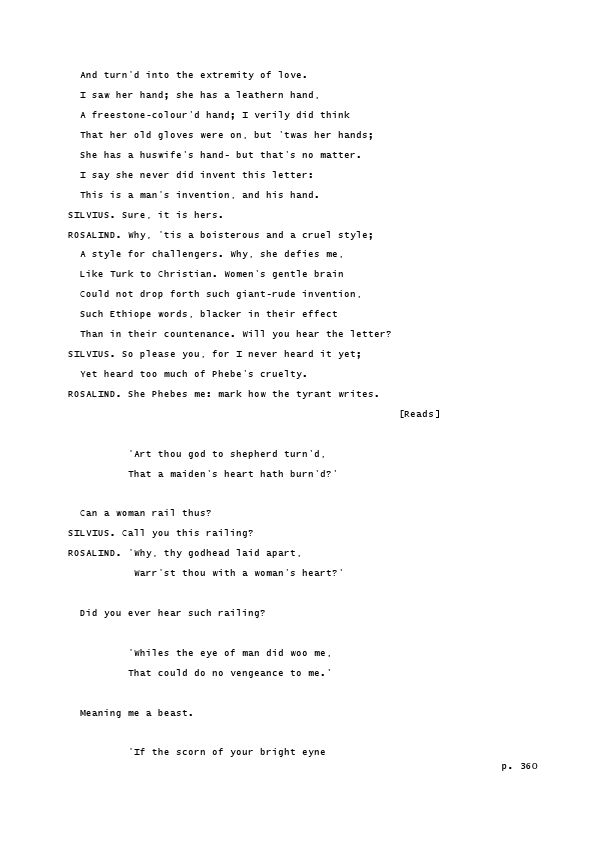 And turn'd into the extremity of love.
I saw her hand; she has a leathern hand,
A freestone-colour'd hand; I verily did think
That her old gloves were on, but 'twas her hands;
She has a huswife's hand- but that's no matter.
I say she never did invent this letter:
This is a man's invention, and his hand.
SILVIUS. Sure, it is hers.
ROSALIND. Why, 'tis a boisterous and a cruel style;
A style for challengers. Why, she defies me,
Like Turk to Christian. Women's gentle brain
Could not drop forth such giant-rude invention,
Such Ethiope words, blacker in their effect
Than in their countenance. Will you hear the letter?
SILVIUS. So please you, for I never heard it yet;
Yet heard too much of Phebe's cruelty.
ROSALIND. She Phebes me: mark how the tyrant writes.
[Reads]
'Art thou god to shepherd turn'd,
That a maiden's heart hath burn'd?'
Can a woman rail thus?
SILVIUS. Call you this railing?
ROSALIND. 'Why, thy godhead laid apart,
Warr'st thou with a woman's heart?'
Did you ever hear such railing?
'Whiles the eye of man did woo me,
That could do no vengeance to me.'
Meaning me a beast.
'If the scorn of your bright eyne
p. 360